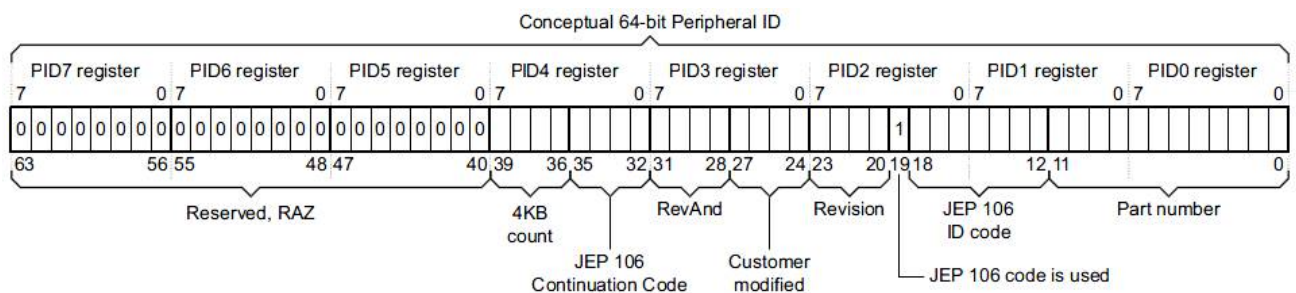 Conceptual 64-bit Peripheral ID
PID7 register PID6 register PID5 register PID4 register PID3 register PID2 register PID1 register PID0 register
7 0 7 0 7 0 7 0 7 0 7 0 7 0 7 0
0 0 0 0 0 0 0 0 0 0 0 0 0 0 0 0 0 0 0 0 0 0 0 0 1
63 56 55 48 47 40 39 36 35 32 31 28 27 24 23 20 19 18 12 11 0
Reserved, RAZ 4KB RevAnd Revision JEP 106 Part number
count ID code
JEP 106 Customer JEP 106 code is used
Continuation Code modified